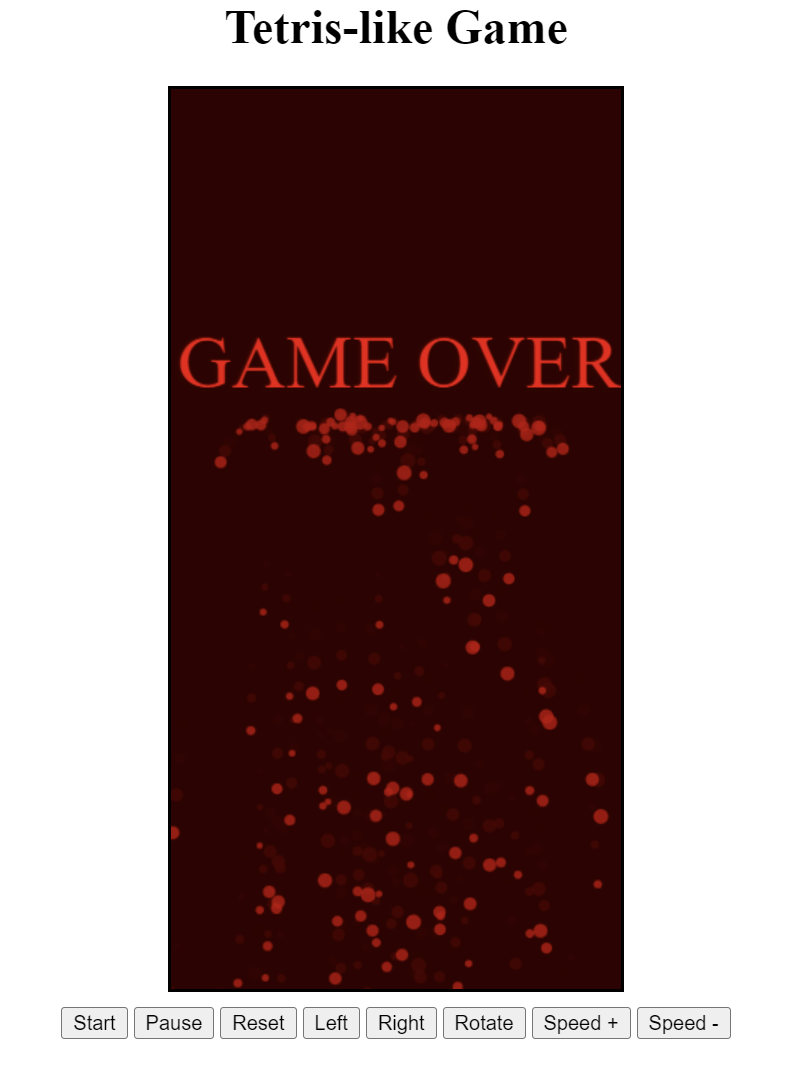 Tetris-like Game
GAME OVER
Start Pause Reset Left Right Rotate Speed + Speed -